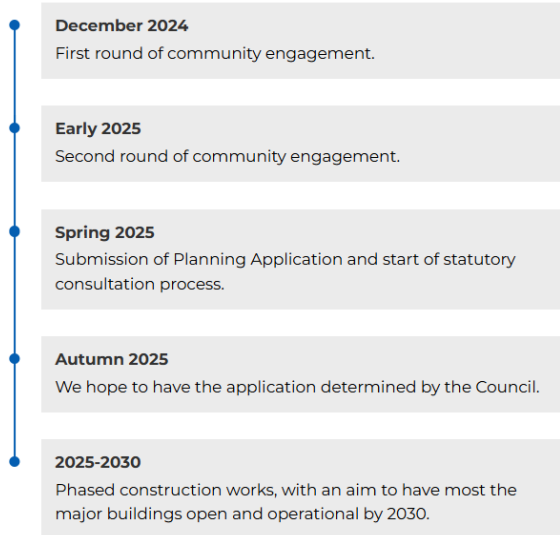 December 2024
First round of community engagement.
Early 2025
Second round of community engagement.
Spring 2025
Submission of Planning Application and start of statutory
consultation process.
Autumn 2025
We hope to have the application determined by the Council.
2025-2030
Phased construction works, with an aim to have most the
major buildings open and operational by 2030.